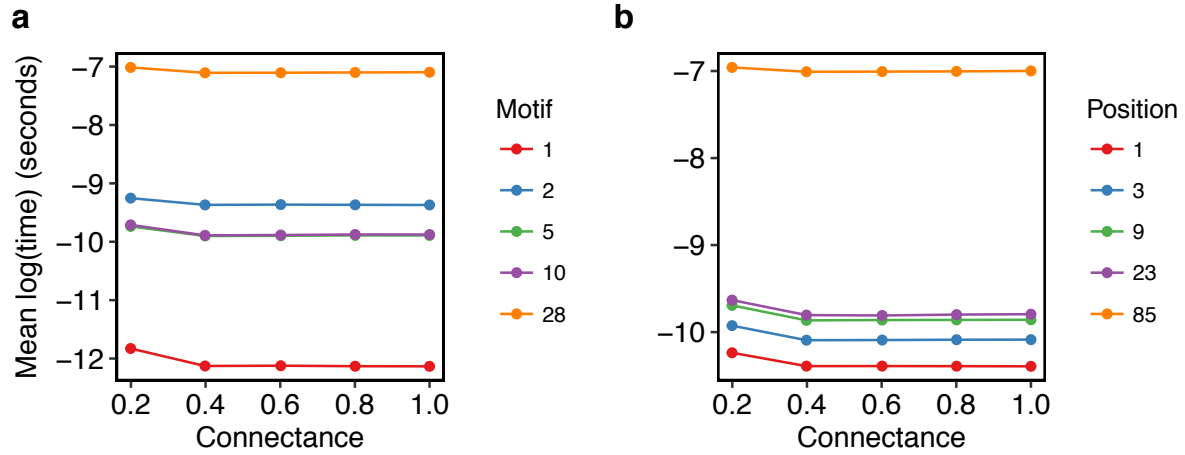 a
Mean log(time) (seconds)
−7
−8
−9
−10
−11
−12
0.2 0.4 0.6 0.8 1.0
Connectance
Motif
1
2
5
10
28
b
−7
−8
−9
−10
0.2 0.4 0.6 0.8 1.0
Connectance
Position
1
3
9
23
85